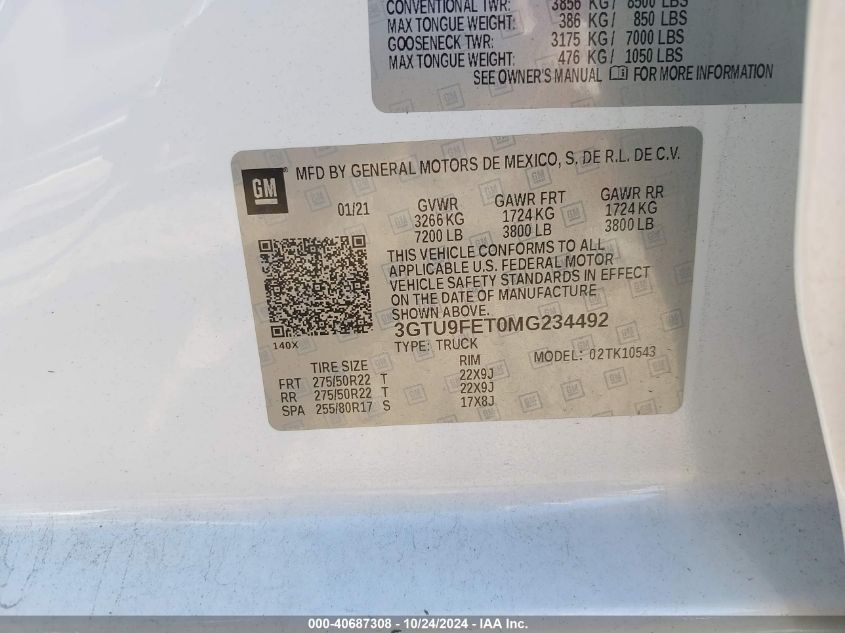 CONVENTIONAL TWR: 3856 KG/ 8500 LBS
MAX TONGUE WEIGHT: 386 KG/ 850 LBS
GOOSENECK TWR: 3175 KG/ 7000 LBS
MAX TONGUE WEIGHT: 476 KG/ 1050 LBS
SEE OWNER'S MANUAL FOR MORE INFORMATION
GM
MFD BY GENERAL MOTORS DE MEXICO, S. DE R.L. DE C.V.
01/21 GVWR GAWR FRT GAWR RR
3266 KG 1724 KG 1724 KG
7200 LB 3800 LB 3800 LB
THIS VEHICLE CONFORMS TO ALL
APPLICABLE U.S. FEDERAL MOTOR
VEHICLE SAFETY STANDARDS IN EFFECT
ON THE DATE OF MANUFACTURE
SHOWN ABOVE.
3GTU9FET0MG234492
140X
TYPE: TRUCK MODEL: 02TK10543
TIRE SIZE RIM
FRT 275/50R22 T 22X9J
RR 275/50R22 T 22X9J
SPA 255/80R17 S 17X8J
000-40687308 - 10/24/2024 - IAA Inc.